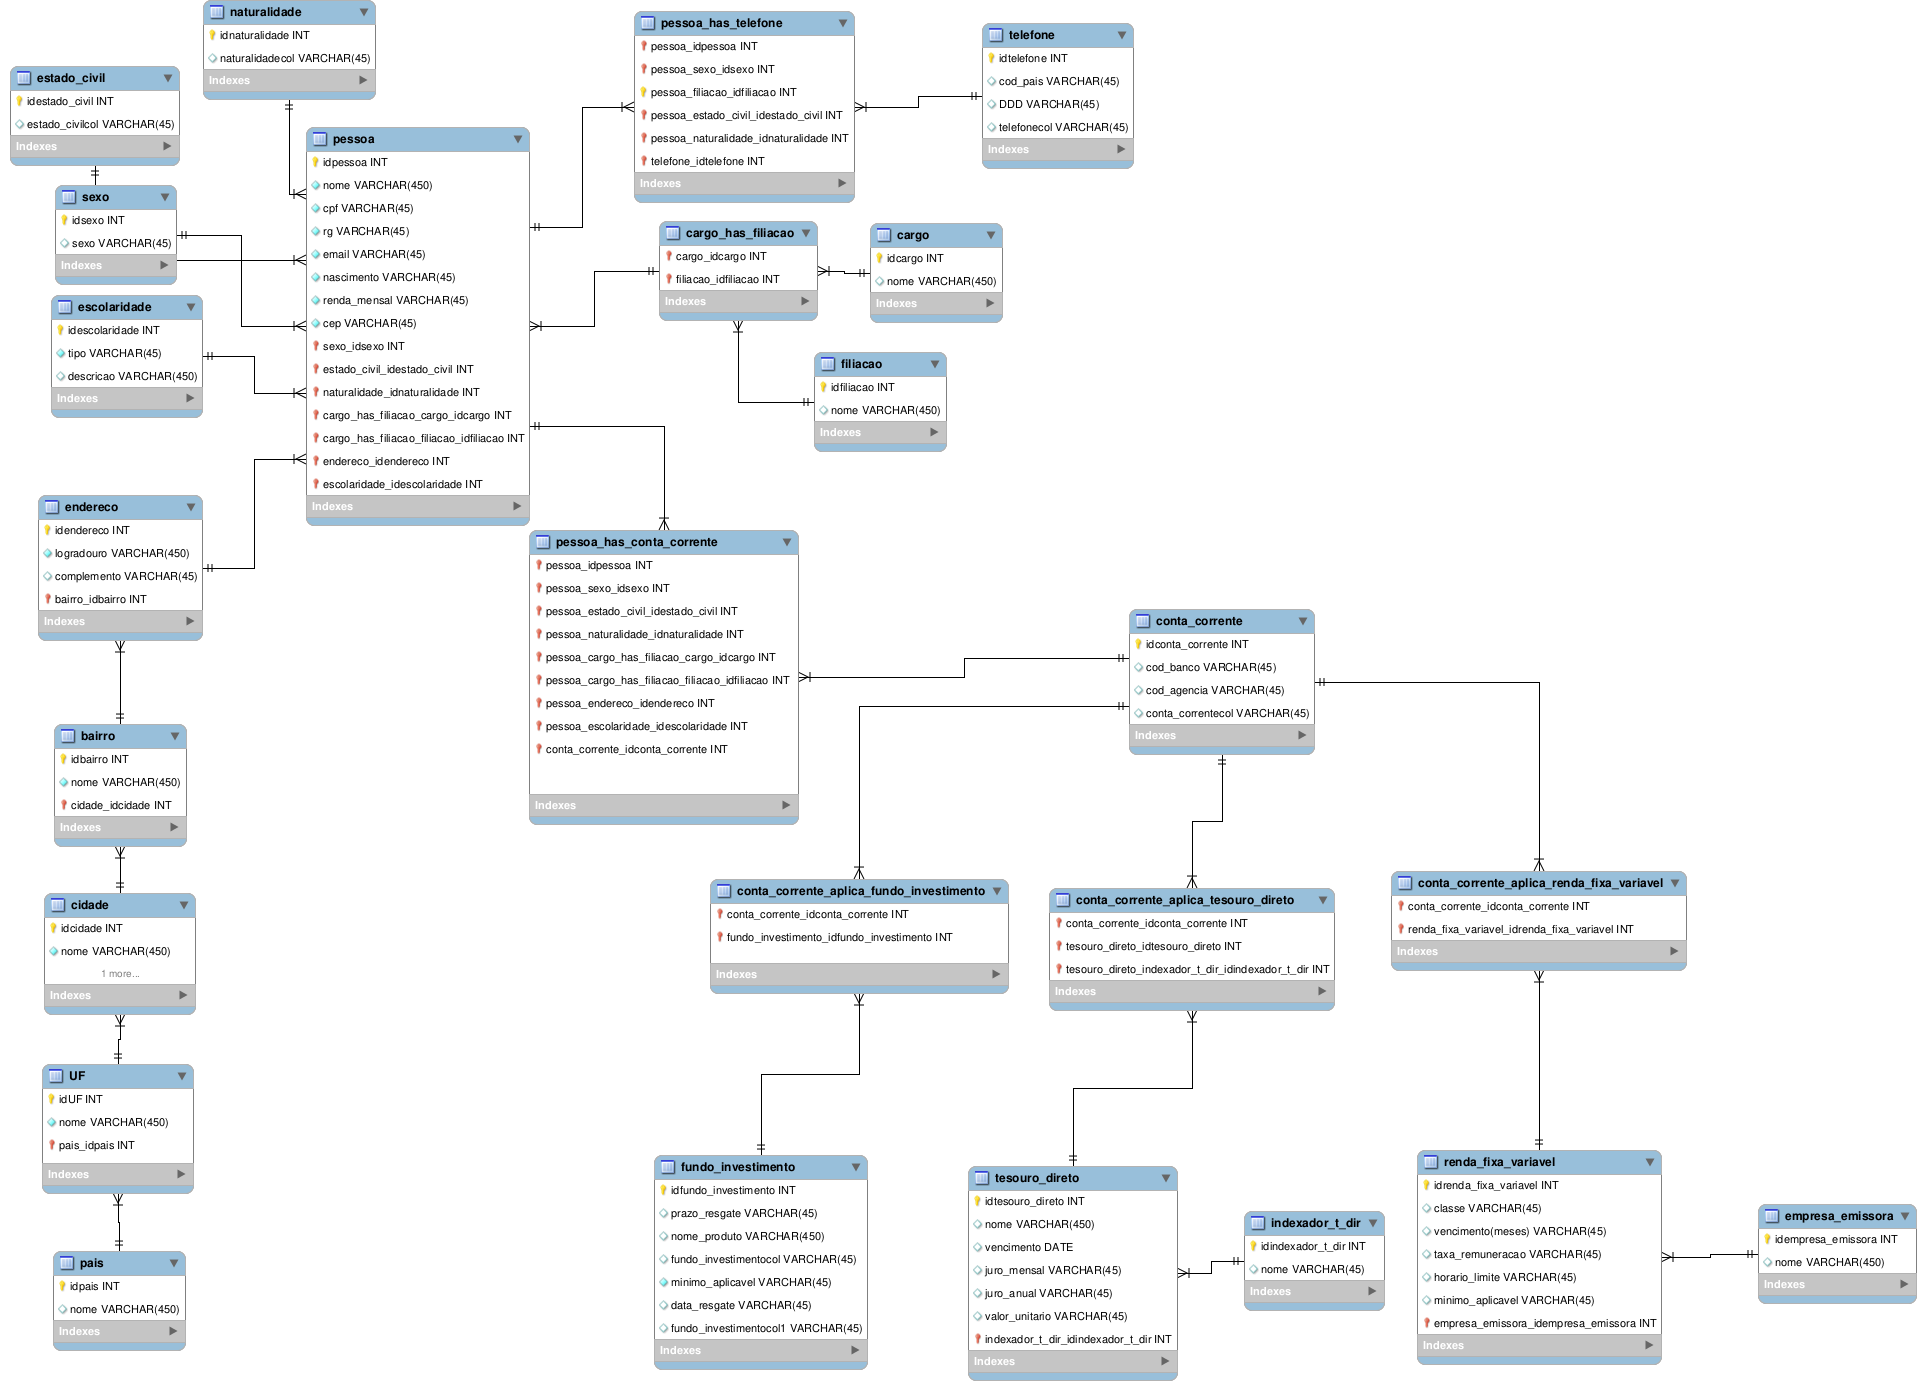 naturalidade
idnaturalidade INT
naturalidadecol VARCHAR(45)
Indexes
estado_civil
idestado_civil INT
estado_civilcol VARCHAR(45)
Indexes
sexo
idsexo INT
sexo VARCHAR(45)
Indexes
escolaridade
idescolaridade INT
tipo VARCHAR(45)
descricao VARCHAR(450)
Indexes
pessoa
idpessoa INT
nome VARCHAR(450)
cpf VARCHAR(45)
rg VARCHAR(45)
email VARCHAR(45)
nascimento VARCHAR(45)
renda_mensal VARCHAR(45)
cep VARCHAR(45)
sexo_idsexo INT
estado_civil_idestado_civil INT
naturalidade_idnaturalidade INT
cargo_has_filiacao_cargo_idcargo INT
cargo_has_filiacao_filiacao_idfiliacao INT
endereco_idendereco INT
escolaridade_idescolaridade INT
Indexes
pessoa_has_telefone
pessoa_idpessoa INT
pessoa_sexo_idsexo INT
pessoa_filiacao_idfiliacao INT
pessoa_estado_civil_idestado_civil INT
pessoa_naturalidade_idnaturalidade INT
telefone_idtelefone INT
Indexes
telefone
idtelefone INT
cod_pais VARCHAR(45)
DDD VARCHAR(45)
telefonecol VARCHAR(45)
Indexes
cargo_has_filiacao
cargo_idcargo INT
filiacao_idfiliacao INT
Indexes
cargo
idcargo INT
nome VARCHAR(450)
Indexes
filiacao
idfiliacao INT
nome VARCHAR(450)
Indexes
endereco
idendereco INT
logradouro VARCHAR(450)
complemento VARCHAR(45)
bairro_idbairro INT
Indexes
pessoa_has_conta_corrente
pessoa_idpessoa INT
pessoa_sexo_idsexo INT
pessoa_estado_civil_idestado_civil INT
pessoa_naturalidade_idnaturalidade INT
pessoa_cargo_has_filiacao_cargo_idcargo INT
pessoa_cargo_has_filiacao_filiacao_idfiliacao INT
pessoa_endereco_idendereco INT
pessoa_escolaridade_idescolaridade INT
conta_corrente_idconta_corrente INT
Indexes
conta_corrente
idconta_corrente INT
cod_banco VARCHAR(45)
cod_agencia VARCHAR(45)
conta_correntecol VARCHAR(45)
Indexes
bairro
idbairro INT
nome VARCHAR(450)
cidade_idcidade INT
Indexes
cidade
idcidade INT
nome VARCHAR(450)
1 more...
Indexes
UF
idUF INT
nome VARCHAR(450)
pais_idpais INT
Indexes
pais
idpais INT
nome VARCHAR(450)
Indexes
conta_corrente_aplica_fundo_investimento
conta_corrente_idconta_corrente INT
fundo_investimento_idfundo_investimento INT
Indexes
conta_corrente_aplica_tesouro_direto
conta_corrente_idconta_corrente INT
tesouro_direto_idtesouro_direto INT
tesouro_direto_indexador_t_dir_idindexador_t_dir INT
Indexes
conta_corrente_aplica_renda_fixa_variavel
conta_corrente_idconta_corrente INT
renda_fixa_variavel_idrenda_fixa_variavel INT
Indexes
fundo_investimento
idfundo_investimento INT
prazo_resgate VARCHAR(45)
nome_produto VARCHAR(450)
fundo_investimentocol VARCHAR(45)
minimo_aplicavel VARCHAR(45)
data_resgate VARCHAR(45)
fundo_investimentocol1 VARCHAR(45)
Indexes
tesouro_direto
idtesouro_direto INT
nome VARCHAR(450)
vencimento DATE
juro_mensal VARCHAR(45)
juro_anual VARCHAR(45)
valor_unitario VARCHAR(45)
indexador_t_dir_idindexador_t_dir INT
Indexes
indexador_t_dir
idindexador_t_dir INT
nome VARCHAR(45)
Indexes
renda_fixa_variavel
idrenda_fixa_variavel INT
classe VARCHAR(45)
vencimento(meses) VARCHAR(45)
taxa_remuneracao VARCHAR(45)
horario_limite VARCHAR(45)
minimo_aplicavel VARCHAR(45)
empresa_emissora_idempresa_emissora INT
Indexes
empresa_emissora
idempresa_emissora INT
nome VARCHAR(450)
Indexes